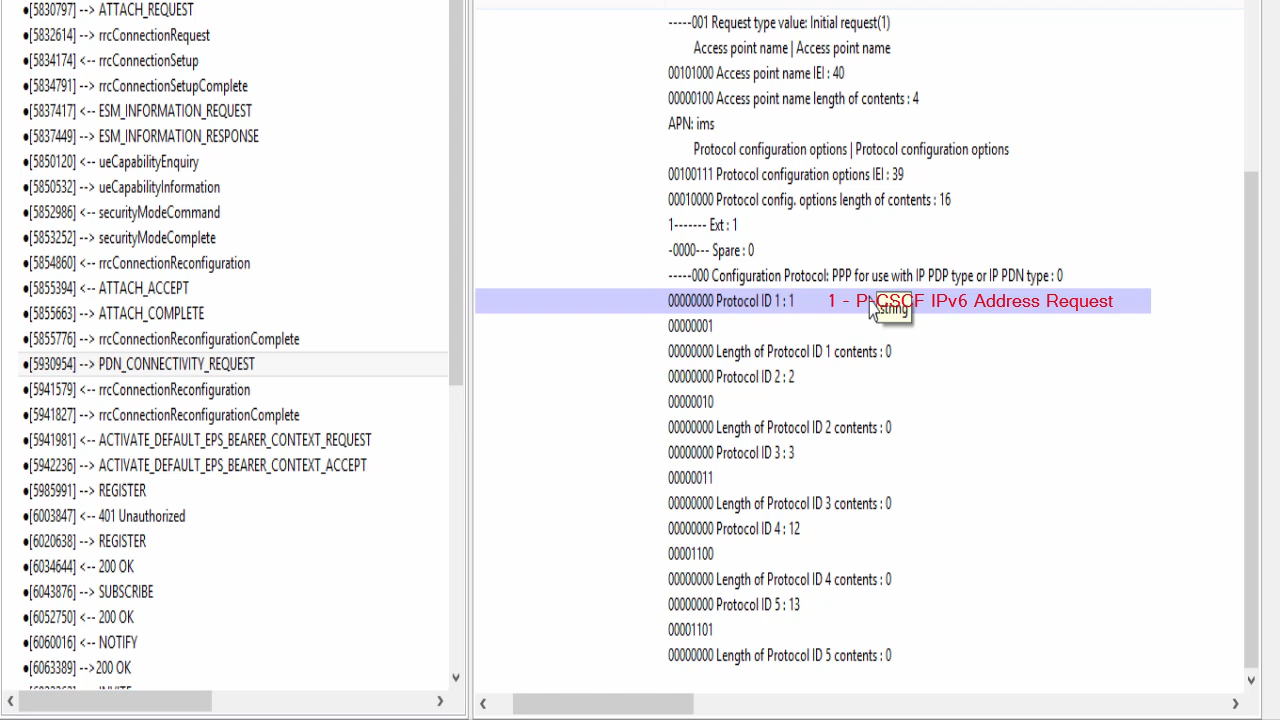 ●[5830797] --> ATTACH_REQUEST
●[5832614] --> rrcConnectionRequest
●[5834174] <-- rrcConnectionSetup
●[5834791] --> rrcConnectionSetupComplete
●[5837417] <-- ESM_INFORMATION_REQUEST
●[5837449] --> ESM_INFORMATION_RESPONSE
●[5850120] <-- ueCapabilityEnquiry
●[5850532] --> ueCapabilityInformation
●[5852986] <-- securityModeCommand
●[5853252] --> securityModeComplete
●[5854860] <-- rrcConnectionReconfiguration
●[5855394] <-- ATTACH_ACCEPT
●[5855663] --> ATTACH_COMPLETE
●[5855776] --> rrcConnectionReconfigurationComplete
●[5930954] --> PDN_CONNECTIVITY_REQUEST
●[5941579] <-- rrcConnectionReconfiguration
●[5941827] --> rrcConnectionReconfigurationComplete
●[5941981] <-- ACTIVATE_DEFAULT_EPS_BEARER_CONTEXT_REQUEST
●[5942236] --> ACTIVATE_DEFAULT_EPS_BEARER_CONTEXT_ACCEPT
●[5985991] --> REGISTER
●[6003847] <-- 401 Unauthorized
●[6020638] --> REGISTER
●[6034644] <-- 200 OK
●[6043876] --> SUBSCRIBE
●[6052750] <-- 200 OK
●[6060016] <-- NOTIFY
●[6063389] -->200 OK
-----001 Request type value: Initial request(1)
Access point name | Access point name
00101000 Access point name IEI : 40
00000100 Access point name length of contents : 4
APN: ims
Protocol configuration options | Protocol configuration options
00100111 Protocol configuration options IEI : 39
00010000 Protocol config. options length of contents : 16
1------- Ext : 1
-0000--- Spare : 0
-----000 Configuration Protocol: PPP for use with IP PDP type or IP PDN type : 0
00000000 Protocol ID 1 : 1 1 - P-CSCF IPv6 Address Request
string
00000001
00000000 Length of Protocol ID 1 contents : 0
00000000 Protocol ID 2 : 2
00000010
00000000 Length of Protocol ID 2 contents : 0
00000000 Protocol ID 3 : 3
00000011
00000000 Length of Protocol ID 3 contents : 0
00000000 Protocol ID 4 : 12
00001100
00000000 Length of Protocol ID 4 contents : 0
00000000 Protocol ID 5 : 13
00001101
00000000 Length of Protocol ID 5 contents : 0